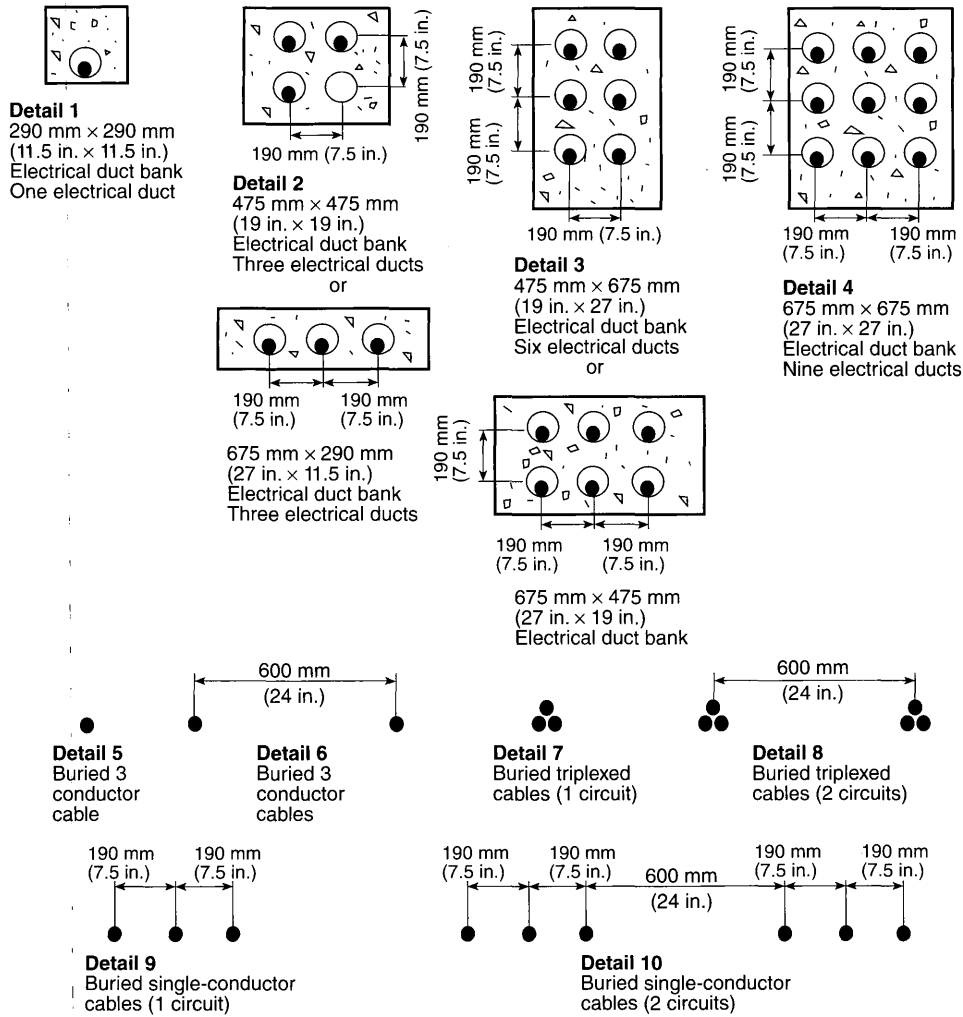 Detail 1
290 mm × 290 mm
(11.5 in. × 11.5 in.)
Electrical duct bank
One electrical duct
190 mm (7.5 in.)
190 mm (7.5 in.)
Detail 2
475 mm × 475 mm
(19 in. × 19 in.)
Electrical duct bank
Three electrical ducts
or
190 mm
(7.5 in.)
190 mm
(7.5 in.)
675 mm × 290 mm
(27 in. × 11.5 in.)
Electrical duct bank
Three electrical ducts
190 mm
(7.5 in.)
190 mm
(7.5 in.)
190 mm (7.5 in.)
Detail 3
475 mm × 675 mm
(19 in. × 27 in.)
Electrical duct bank
Six electrical ducts
or
190 mm
(7.5 in.)
190 mm
(7.5 in.)
190 mm
(7.5 in.)
675 mm × 475 mm
(27 in. × 19 in.)
Electrical duct bank
190 mm
(7.5 in.)
190 mm
(7.5 in.)
190 mm
(7.5 in.)
190 mm
(7.5 in.)
Detail 4
675 mm × 675 mm
(27 in. × 27 in.)
Electrical duct bank
Nine electrical ducts
Detail 5
Buried 3
conductor
cable
600 mm
(24 in.)
Detail 6
Buried 3
conductor
cables
Detail 7
Buried triplexed
cables (1 circuit)
600 mm
(24 in.)
Detail 8
Buried triplexed
cables (2 circuits)
190 mm
(7.5 in.)
190 mm
(7.5 in.)
Detail 9
Buried single-conductor
cables (1 circuit)
190 mm
(7.5 in.)
190 mm
(7.5 in.)
600 mm
(24 in.)
190 mm
(7.5 in.)
190 mm
(7.5 in.)
Detail 10
Buried single-conductor
cables (2 circuits)